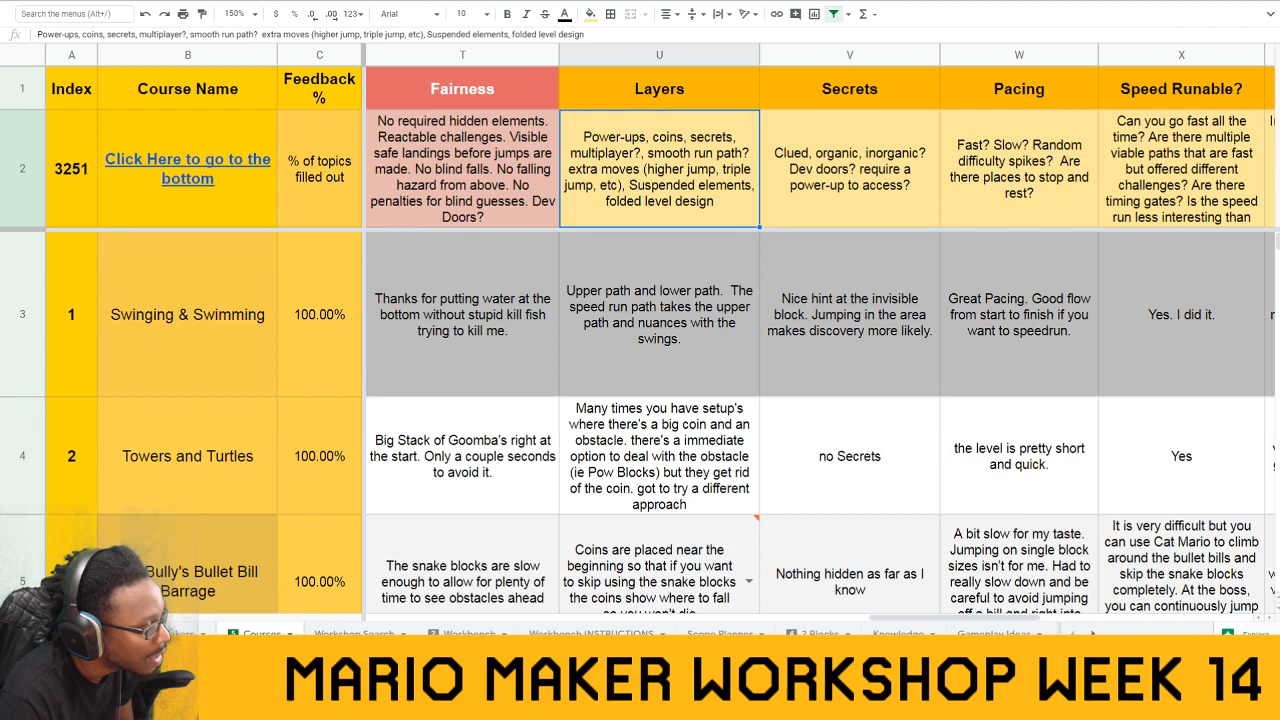 Search the menus (Alt+/)
150%
$ % .0 .00 123
Arial
10
B I S A
fx Power-ups, coins, secrets, multiplayer?, smooth run path? extra moves (higher jump, triple jump, etc), Suspended elements, folded level design
A B C T U V W X
1
Index
Course Name
Feedback
%
Fairness
Layers
Secrets
Pacing
Speed Runable?
2
3251
Click Here to go to the
bottom
% of topics
filled out
No required hidden elements.
Reactable challenges. Visible
safe landings before jumps are
made. No blind falls. No falling
hazard from above. No
penalties for blind guesses. Dev
Doors?
Power-ups, coins, secrets,
multiplayer?, smooth run path?
extra moves (higher jump, triple
jump, etc), Suspended elements,
folded level design
Clued, organic, inorganic?
Dev doors? require a
power-up to access?
Fast? Slow? Random
difficulty spikes? Are
there places to stop and
rest?
Can you go fast all the
time? Are there multiple
viable paths that are fast
but offered different
challenges? Are there
timing gates? Is the speed
run less interesting than
3
1
Swinging & Swimming
100.00%
Thanks for putting water at the
bottom without stupid kill fish
trying to kill me.
Upper path and lower path. The
speed run path takes the upper
path and nuances with the
swings.
Nice hint at the invisible
block. Jumping in the area
makes discovery more likely.
Great Pacing. Good flow
from start to finish if you
want to speedrun.
Yes. I did it.
4
2
Towers and Turtles
100.00%
Big Stack of Goomba's right at
the start. Only a couple seconds
to avoid it.
Many times you have setup's
where there's a big coin and an
obstacle. there's a immediate
option to deal with the obstacle
(ie Pow Blocks) but they get rid
of the coin. got to try a different
approach
no Secrets
the level is pretty short
and quick.
Yes
5
Bully's Bullet Bill
Barrage
100.00%
The snake blocks are slow
enough to allow for plenty of
time to see obstacles ahead
Coins are placed near the
beginning so that if you want
to skip using the snake blocks
the coins show where to fall
so you won't die
Nothing hidden as far as I
know
A bit slow for my taste.
Jumping on single block
sizes isn't for me. Had to
really slow down and be
careful to avoid jumping
off a bill and right into
It is very difficult but you
can use Cat Mario to climb
around the bullet bills and
skip the snake blocks
completely. At the boss,
you can continuously jump
Courses
Workshop Search
Workbench
Workbench INSTRUCTIONS
Scope Planner
2 Blocks
Knowledge
Gameplay Ideas
Explore
MARIO MAKER WORKSHOP WEEK 14